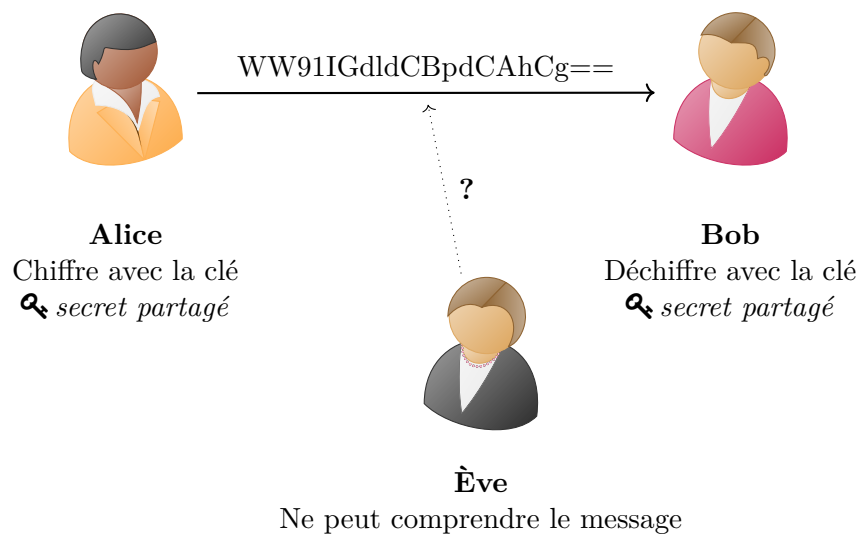 WW91IGdldCBpdCAhCg==
?
Alice
Chiffre avec la clé
secret partagé
Bob
Déchiffre avec la clé
secret partagé
Ève
Ne peut comprendre le message